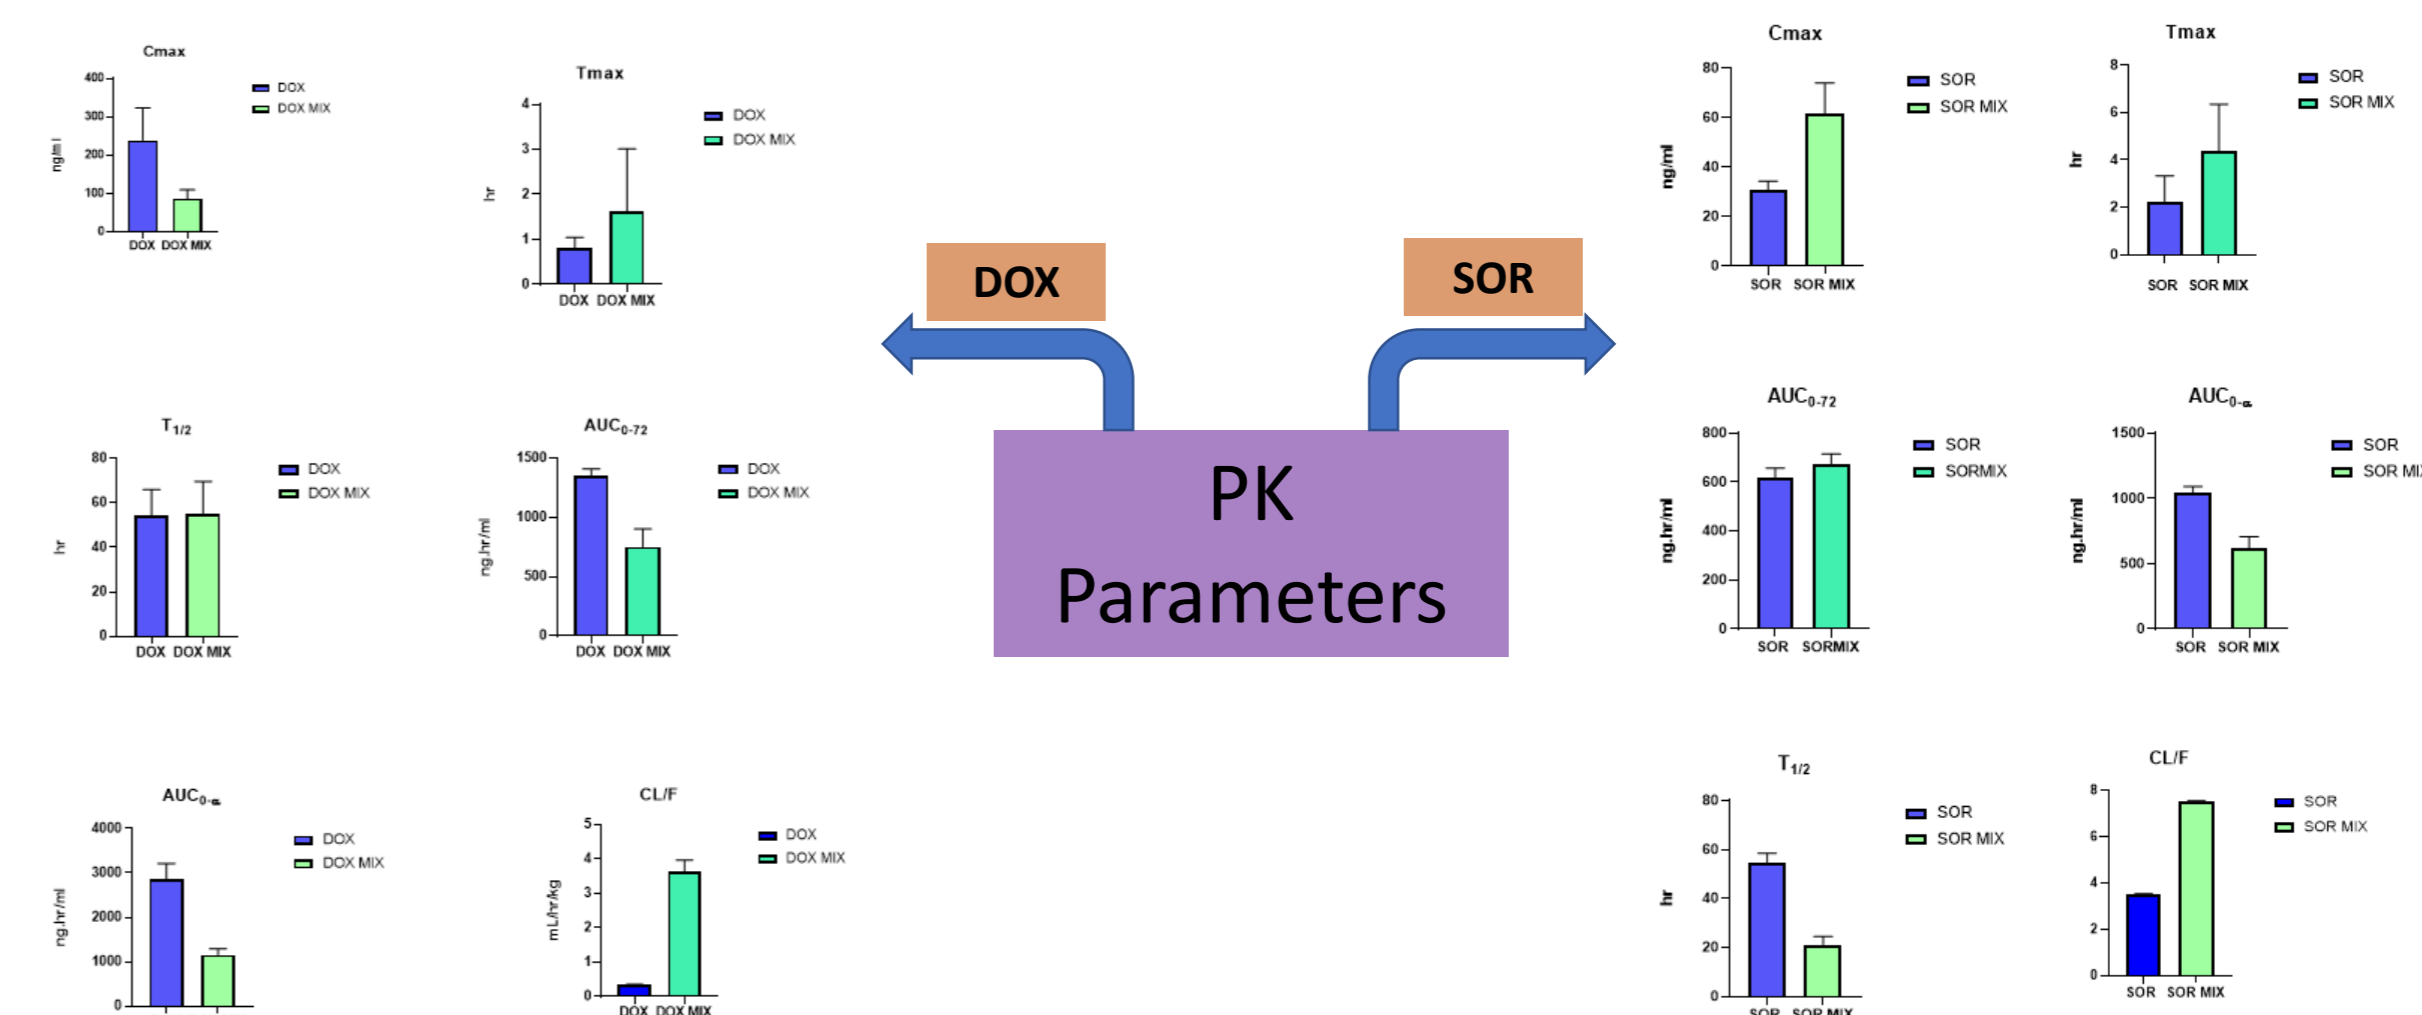 Cmax
400
300
200
100
0
ng/ml
DOX
DOX MIX
DOX DOX MIX
Tmax
4
3
2
1
0
hr
DOX
DOX MIX
DOX DOX MIX
T1/2
80
60
40
20
0
hr
DOX
DOX MIX
DOX DOX MIX
AUC0-72
1500
1000
500
0
ng.hr/ml
DOX
DOX MIX
DOX DOX MIX
AUC0-α
4000
3000
2000
1000
0
ng.hr/ml
DOX
DOX MIX
CL/F
5
4
3
2
1
0
mL/hr/kg
DOX
DOX MIX
DOX DOX MIX
DOX
SOR
PK
Parameters
Cmax
80
60
40
20
0
ng/ml
SOR
SOR MIX
SOR SOR MIX
Tmax
8
6
4
2
0
hr
SOR
SOR MIX
SOR SOR MIX
AUC0-72
800
600
400
200
0
ng.hr/ml
SOR
SORMIX
SOR SORMIX
AUC0-α
1500
1000
500
0
ng.hr/ml
SOR
SOR MIX
SOR SOR MIX
T1/2
80
60
40
20
0
hr
SOR
SOR MIX
SOR SOR MIX
CL/F
8
6
4
2
0
SOR
SOR MIX
SOR SOR MIX